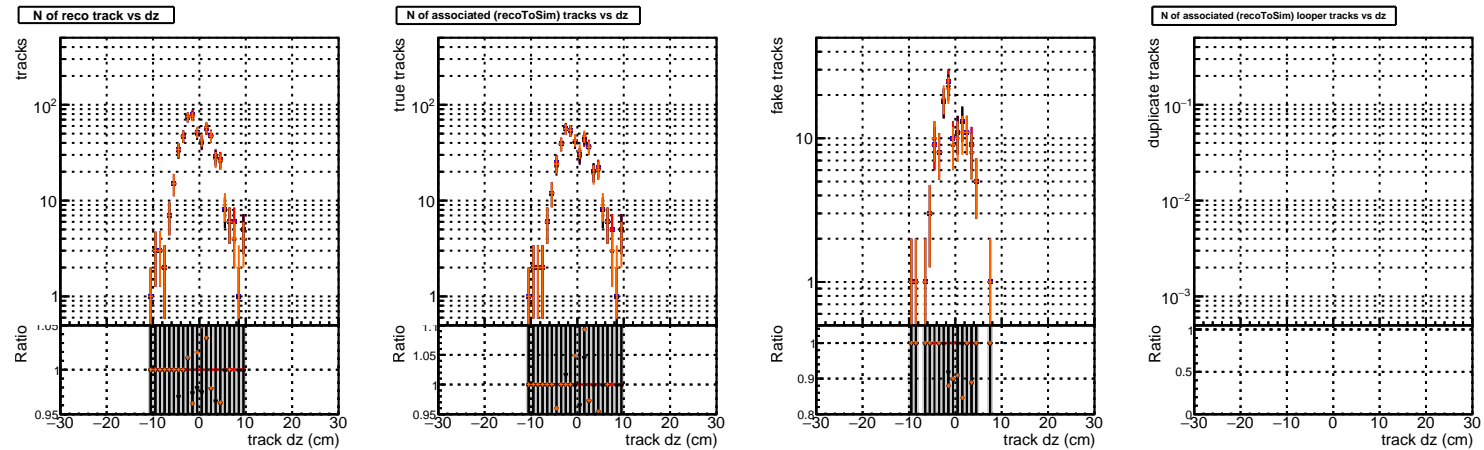 N of reco track vs dz
tracks
10²
10
1
1.05
Ratio
1
0.95
−30 −20 −10 0 10 20 30
track dz (cm)
N of associated (recoToSim) tracks vs dz
true tracks
10²
10
1
1.1
Ratio
1.05
1
0.95
−30 −20 −10 0 10 20 30
track dz (cm)
fake tracks
10
1
Ratio
1
0.9
0.8
−30 −20 −10 0 10 20 30
track dz (cm)
N of associated (recoToSim) looper tracks vs dz
duplicate tracks
10⁻¹
10⁻²
10⁻³
Ratio
1
0.5
0
−30 −20 −10 0 10 20 30
track dz (cm)